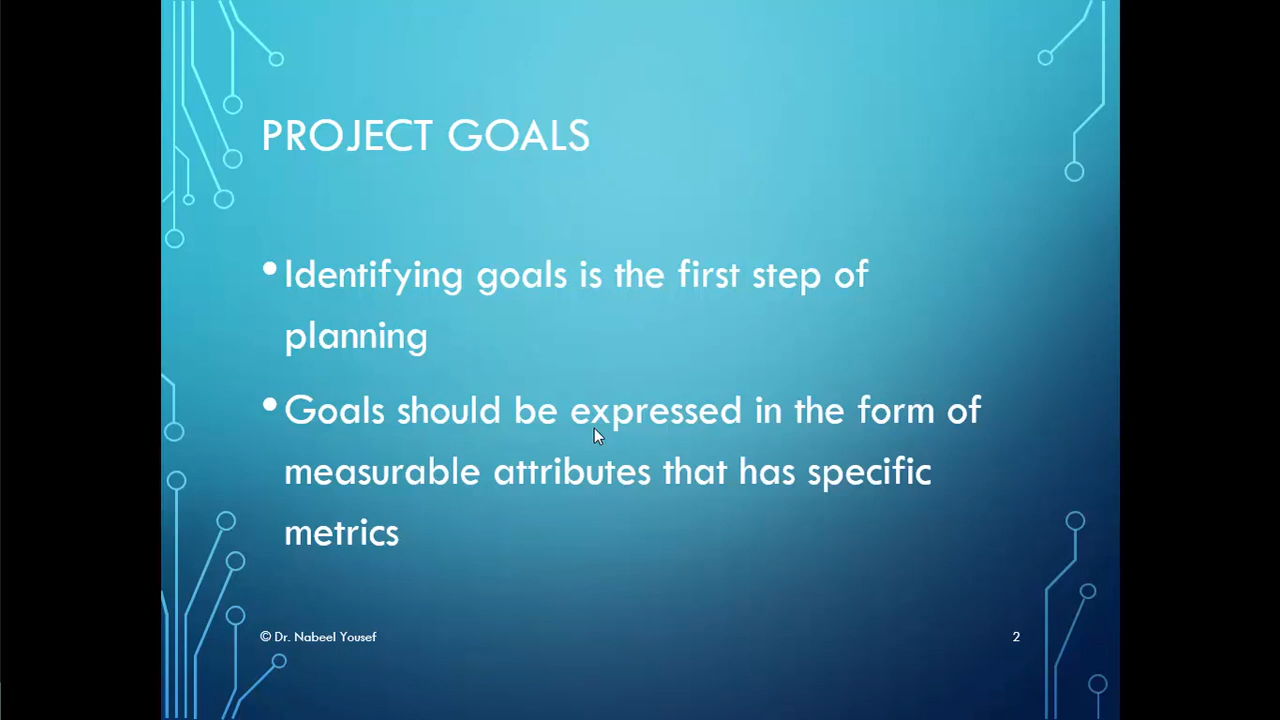 PROJECT GOALS
• Identifying goals is the first step of
planning
• Goals should be expressed in the form of
measurable attributes that has specific
metrics
© Dr. Nabeel Yousef
2